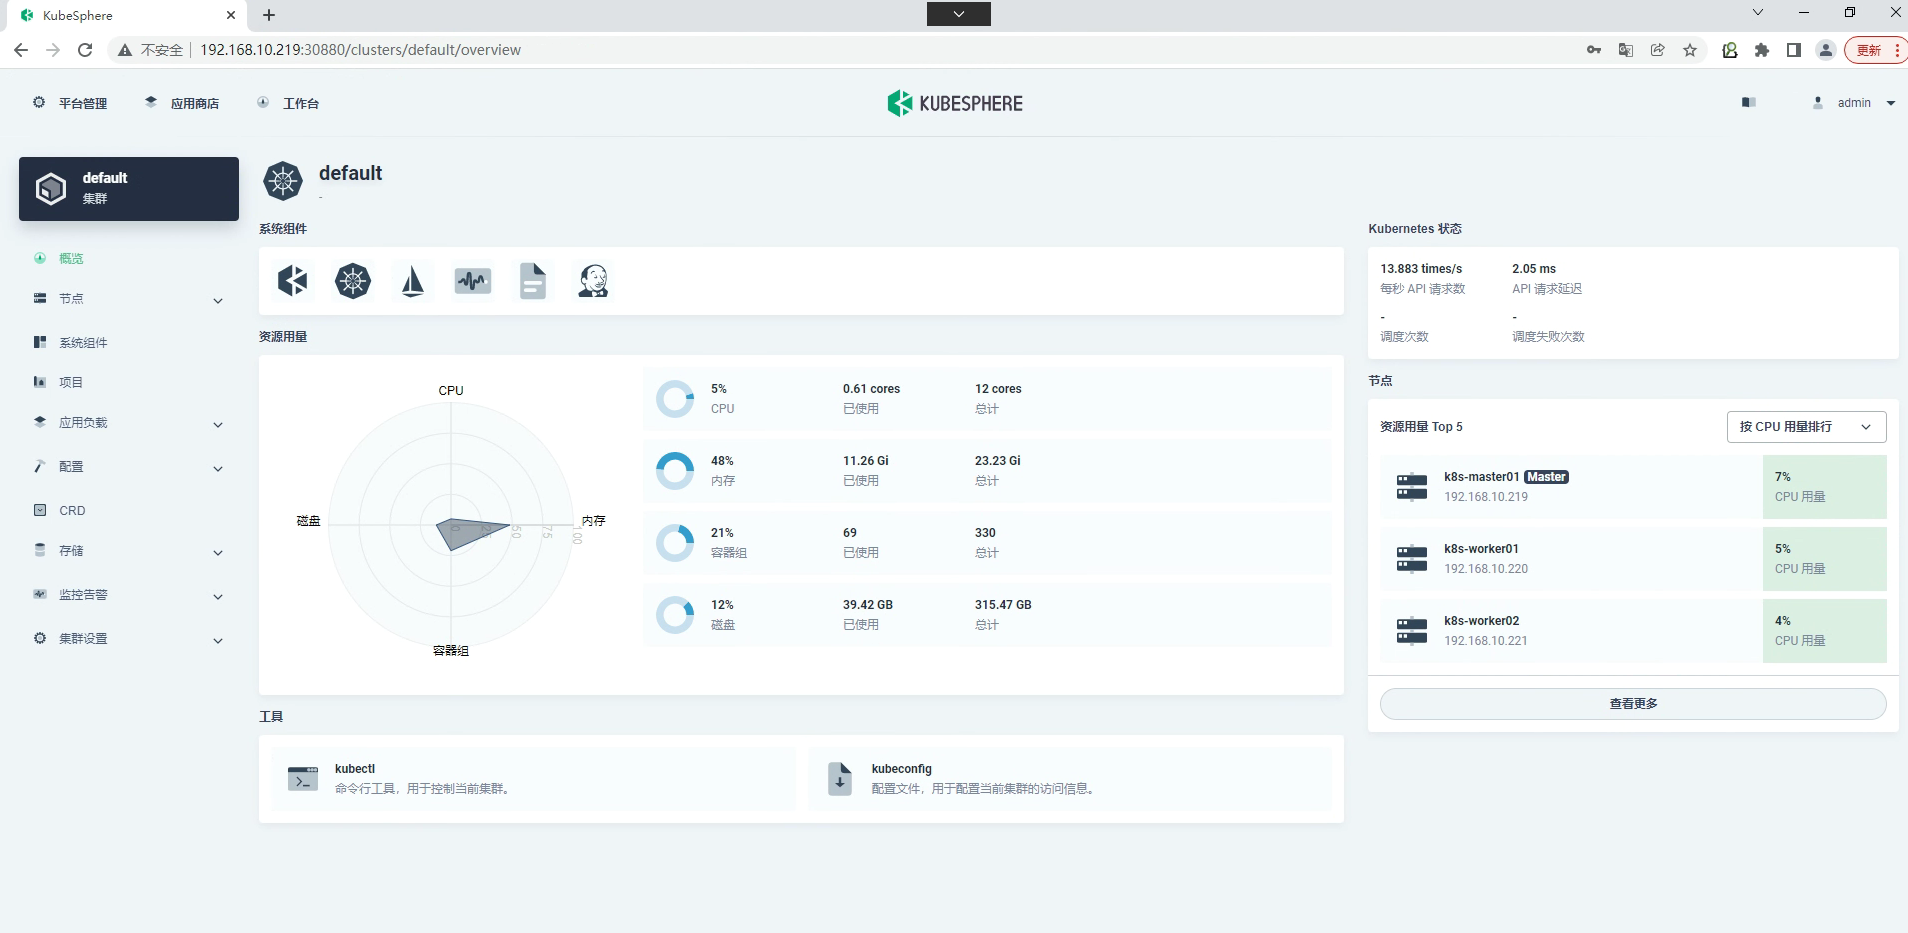 KubeSphere
不安全
192.168.10.219:30880/clusters/default/overview
更新
平台管理
应用商店
工作台
KUBESPHERE
admin
default
集群
概览
节点
系统组件
项目
应用负载
配置
CRD
存储
监控告警
集群设置
default
-
系统组件
资源用量
CPU
内存
容器组
磁盘
0
25
50
75
100
5%
CPU
0.61 cores
已使用
12 cores
总计
48%
内存
11.26 Gi
已使用
23.23 Gi
总计
21%
容器组
69
已使用
330
总计
12%
磁盘
39.42 GB
已使用
315.47 GB
总计
工具
kubectl
命令行工具，用于控制当前集群。
kubeconfig
配置文件，用于配置当前集群的访问信息。
Kubernetes 状态
13.883 times/s
每秒 API 请求数
2.05 ms
API 请求延迟
-
调度次数
-
调度失败次数
节点
资源用量 Top 5
按 CPU 用量排行
k8s-master01 Master
192.168.10.219
7%
CPU 用量
k8s-worker01
192.168.10.220
5%
CPU 用量
k8s-worker02
192.168.10.221
4%
CPU 用量
查看更多